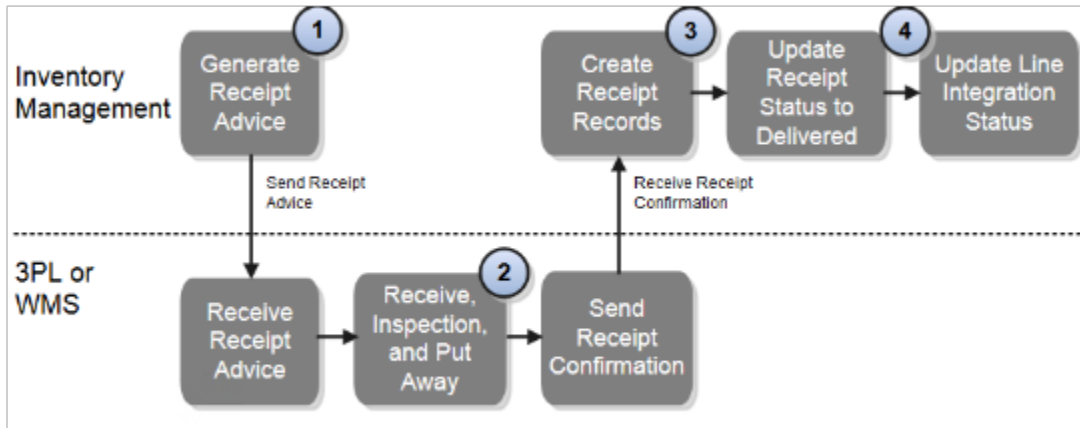 Inventory
Management
1
Generate
Receipt
Advice
3
Create
Receipt
Records
Update
Receipt
Status to
Delivered
4
Update Line
Integration
Status
Send Receipt
Advice
Receive Receipt
Confirmation
3PL or
WMS
Receive
Receipt
Advice
2
Receive,
Inspection,
and Put
Away
Send
Receipt
Confirmation